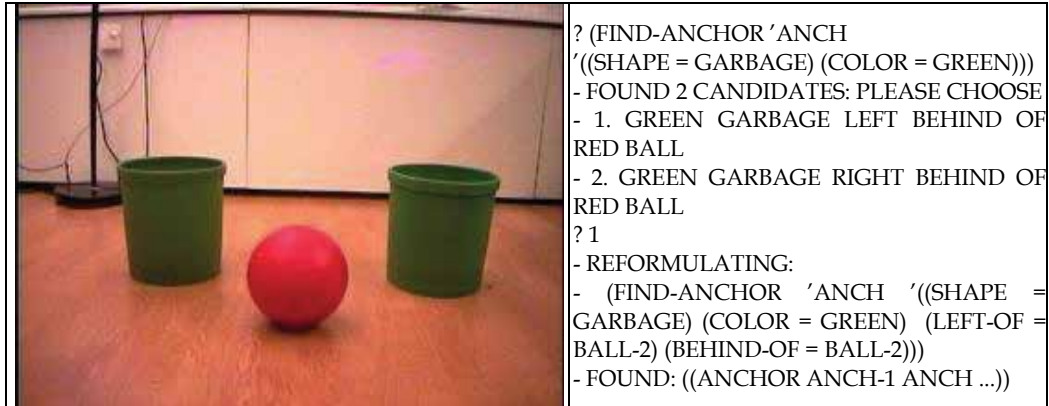 ? (FIND-ANCHOR ’ANCH
’((SHAPE = GARBAGE) (COLOR = GREEN)))
- FOUND 2 CANDIDATES: PLEASE CHOOSE
- 1. GREEN GARBAGE LEFT BEHIND OF
RED BALL
- 2. GREEN GARBAGE RIGHT BEHIND OF
RED BALL
? 1
- REFORMULATING:
- (FIND-ANCHOR ’ANCH ’((SHAPE =
GARBAGE) (COLOR = GREEN) (LEFT-OF =
BALL-2) (BEHIND-OF = BALL-2)))
- FOUND: ((ANCHOR ANCH-1 ANCH ...))